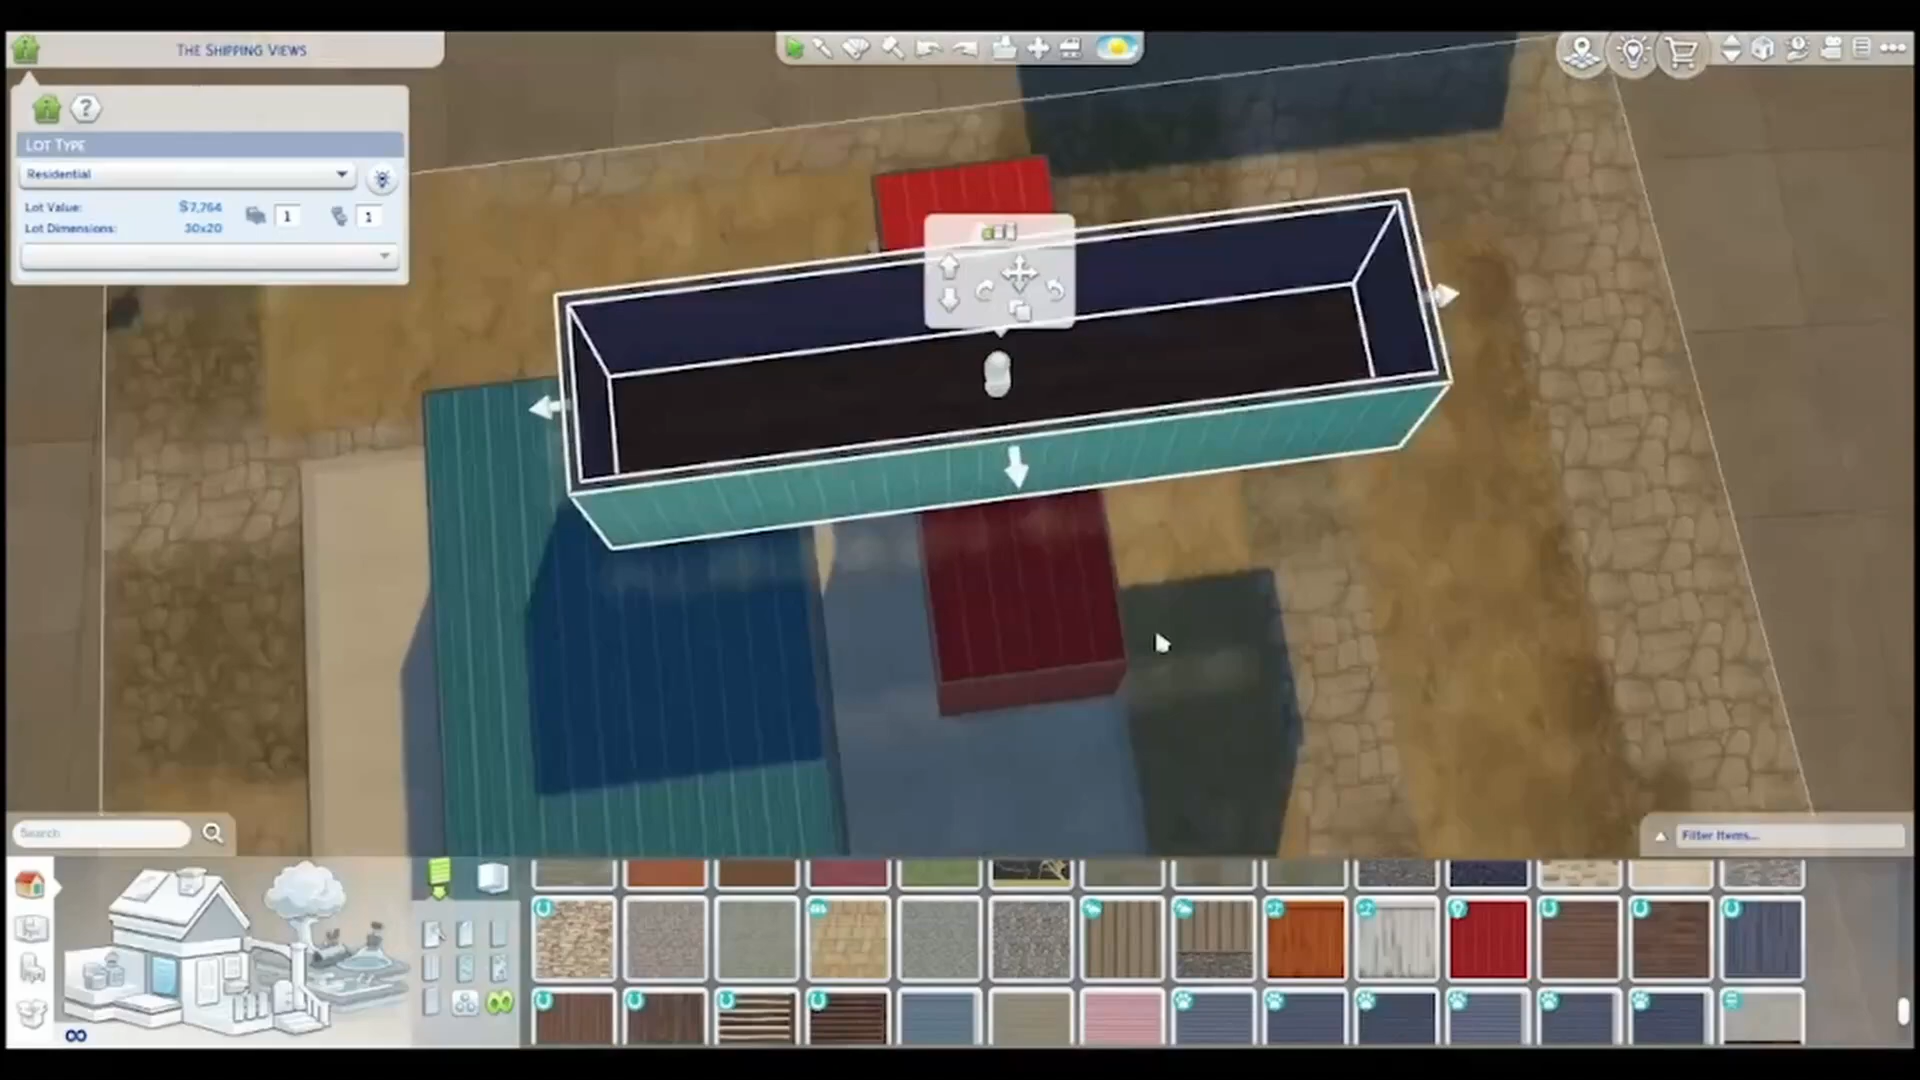 THE SHIPPING VIEWS
?
LOT TYPE
Residential
Lot Value: $7,764 1 1
Lot Dimensions: 30x20
Search
Filter Items...